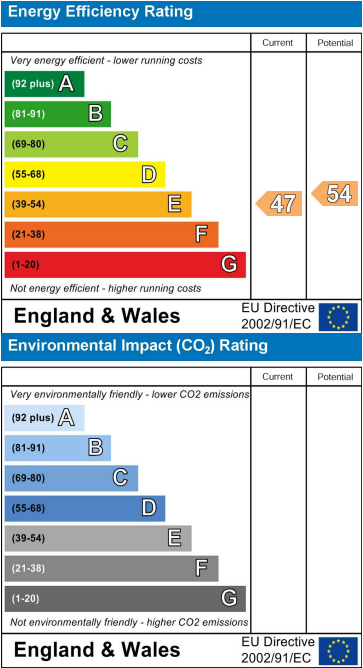 Energy Efficiency Rating
Current Potential
Very energy efficient - lower running costs
(92 plus) A
(81-91) B
(69-80) C
(55-68) D
(39-54) E
(21-38) F
(1-20) G
47
54
Not energy efficient - higher running costs
England & Wales
EU Directive
2002/91/EC
Environmental Impact (CO₂) Rating
Current Potential
Very environmentally friendly - lower CO2 emissions
(92 plus) A
(81-91) B
(69-80) C
(55-68) D
(39-54) E
(21-38) F
(1-20) G
Not environmentally friendly - higher CO2 emissions
England & Wales
EU Directive
2002/91/EC